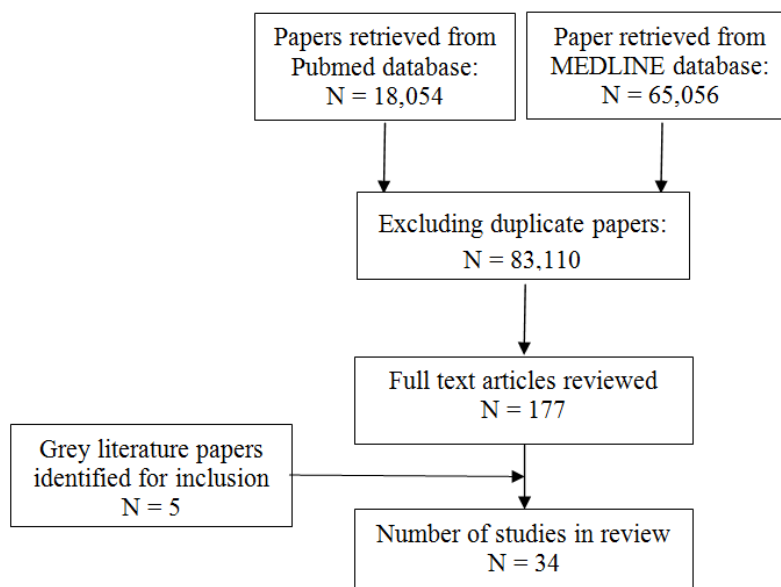 Papers retrieved from
Pubmed database:
N = 18,054
Paper retrieved from
MEDLINE database:
N = 65,056
Excluding duplicate papers:
N = 83,110
Full text articles reviewed
N = 177
Grey literature papers
identified for inclusion
N = 5
Number of studies in review
N = 34